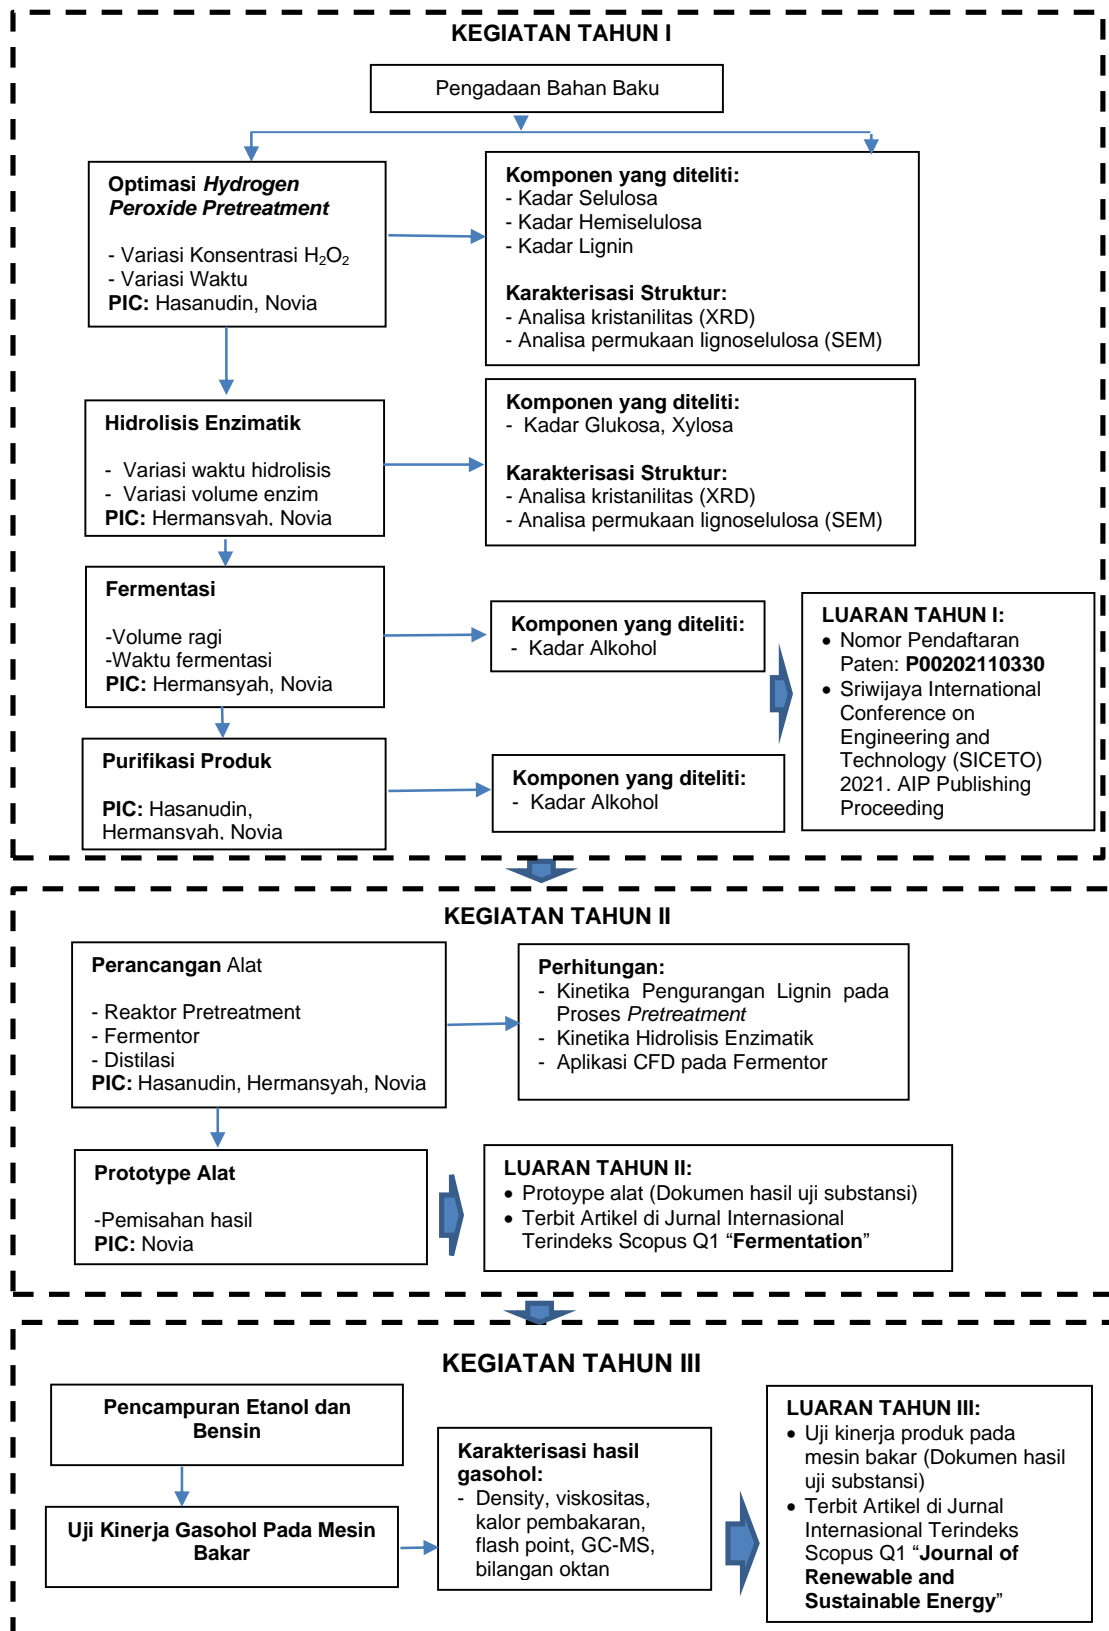 KEGIATAN TAHUN I
Pengadaan Bahan Baku
Optimasi Hydrogen
Peroxide Pretreatment
- Variasi Konsentrasi H₂O₂
- Variasi Waktu
PIC: Hasanudin, Novia
Komponen yang diteliti:
- Kadar Selulosa
- Kadar Hemiselulosa
- Kadar Lignin
Karakterisasi Struktur:
- Analisa kristanilitas (XRD)
- Analisa permukaan lignoselulosa (SEM)
Hidrolisis Enzimatik
- Variasi waktu hidrolisis
- Variasi volume enzim
PIC: Hermansyah, Novia
Komponen yang diteliti:
- Kadar Glukosa, Xylosa
Karakterisasi Struktur:
- Analisa kristanilitas (XRD)
- Analisa permukaan lignoselulosa (SEM)
Fermentasi
-Volume ragi
-Waktu fermentasi
PIC: Hermansyah, Novia
Komponen yang diteliti:
- Kadar Alkohol
LUARAN TAHUN I:
• Nomor Pendaftaran
Paten: P00202110330
• Sriwijaya International
Conference on
Engineering and
Technology (SICETO)
2021. AIP Publishing
Proceeding
Purifikasi Produk
PIC: Hasanudin,
Hermansyah, Novia
Komponen yang diteliti:
- Kadar Alkohol
KEGIATAN TAHUN II
Perancangan Alat
- Reaktor Pretreatment
- Fermentor
- Distilasi
PIC: Hasanudin, Hermansyah, Novia
Perhitungan:
- Kinetika Pengurangan Lignin pada
Proses Pretreatment
- Kinetika Hidrolisis Enzimatik
- Aplikasi CFD pada Fermentor
Prototype Alat
-Pemisahan hasil
PIC: Novia
LUARAN TAHUN II:
• Protoype alat (Dokumen hasil uji substansi)
• Terbit Artikel di Jurnal Internasional
Terindeks Scopus Q1 “Fermentation”
KEGIATAN TAHUN III
Pencampuran Etanol dan
Bensin
Uji Kinerja Gasohol Pada Mesin
Bakar
Karakterisasi hasil
gasohol:
- Density, viskositas,
kalor pembakaran,
flash point, GC-MS,
bilangan oktan
LUARAN TAHUN III:
• Uji kinerja produk pada
mesin bakar (Dokumen hasil
uji substansi)
• Terbit Artikel di Jurnal
Internasional Terindeks
Scopus Q1 “Journal of
Renewable and
Sustainable Energy”